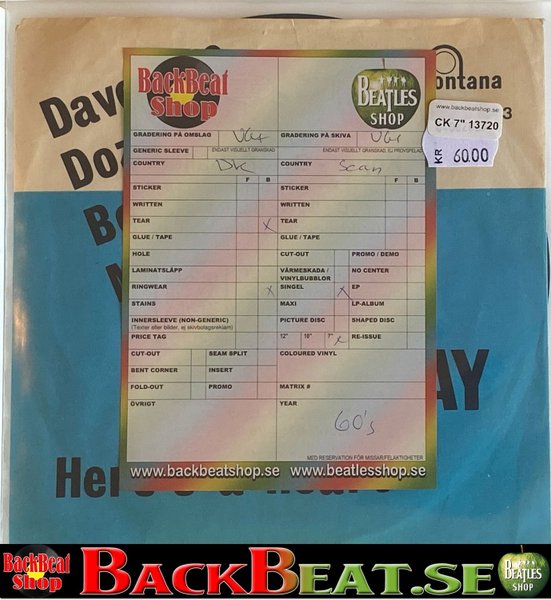 Dave
ontana
Doz
Be
M
AY
Here's a heart
BackBeat
Shop
BEATLES
SHOP
www.backbeatshop.se
CK 7" 13720
KR 60.00
3
GRADERING PÅ OMSLAG VG+ GRADERING PÅ SKIVA VG+
GENERIC SLEEVE ENDAST VISUELLT GRANSKAD ENDAST VISUELLT GRANSKAD, EJ PROVSPELAD
COUNTRY DK COUNTRY Scan
F B F B
STICKER STICKER
WRITTEN WRITTEN
TEAR x TEAR
GLUE / TAPE GLUE / TAPE
HOLE CUT-OUT PROMO / DEMO
LAMINATSLÄPP VÄRMESKADA / VINYLBUBBLOR NO CENTER
RINGWEAR x SINGEL x EP
STAINS MAXI LP-ALBUM
INNERSLEEVE (NON-GENERIC) PICTURE DISC SHAPED DISC
(Texter eller bilder, ej skivbolagsreklam)
PRICE TAG 12" 10" 7" x RE-ISSUE
CUT-OUT SEAM SPLIT COLOURED VINYL
BENT CORNER INSERT
FOLD-OUT PROMO MATRIX #
ÖVRIGT YEAR
60's
MED RESERVATION FÖR MISSAR/FELAKTIGHETER
www.backbeatshop.se www.beatlesshop.se
BackBeat
Shop
BACKBEAT.SE
BEATLES
SHOP